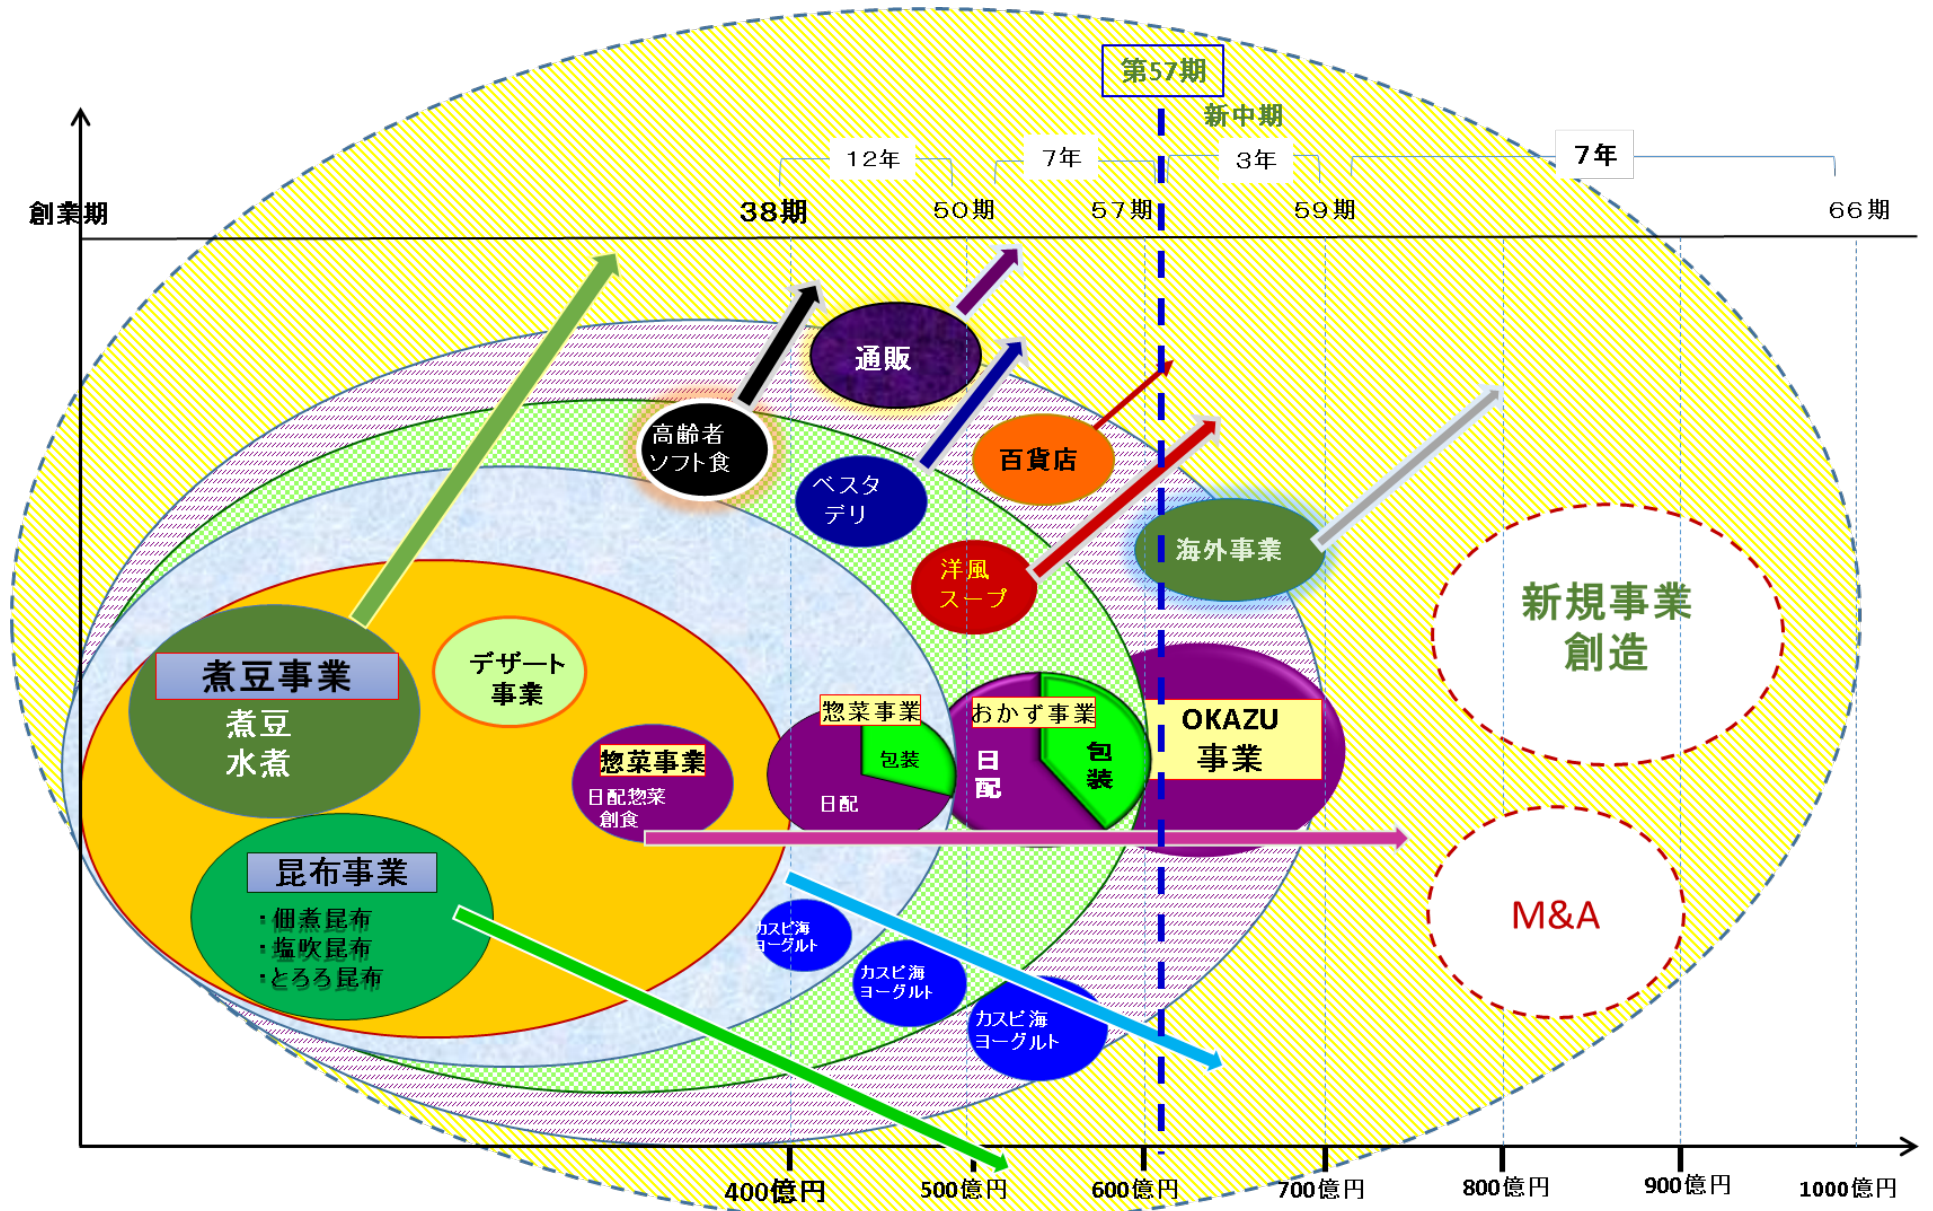 第57期
新中期
12年
7年
3年
7年
創業期
38期
50期
57期
59期
66期
通販
高齢者
ソフト食
ベスタ
デリ
百貨店
洋風
スープ
海外事業
新規事業
創造
煮豆事業
煮豆
水煮
デザート
事業
惣菜事業
日配惣菜
創食
惣菜事業
包装
日配
おかず事業
日
配
包
装
OKAZU
事業
昆布事業
・佃煮昆布
・塩吹昆布
・とろろ昆布
カスピ海
ヨーグルト
カスピ海
ヨーグルト
カスピ海
ヨーグルト
M&A
400億円
500億円
600億円
700億円
800億円
900億円
1000億円